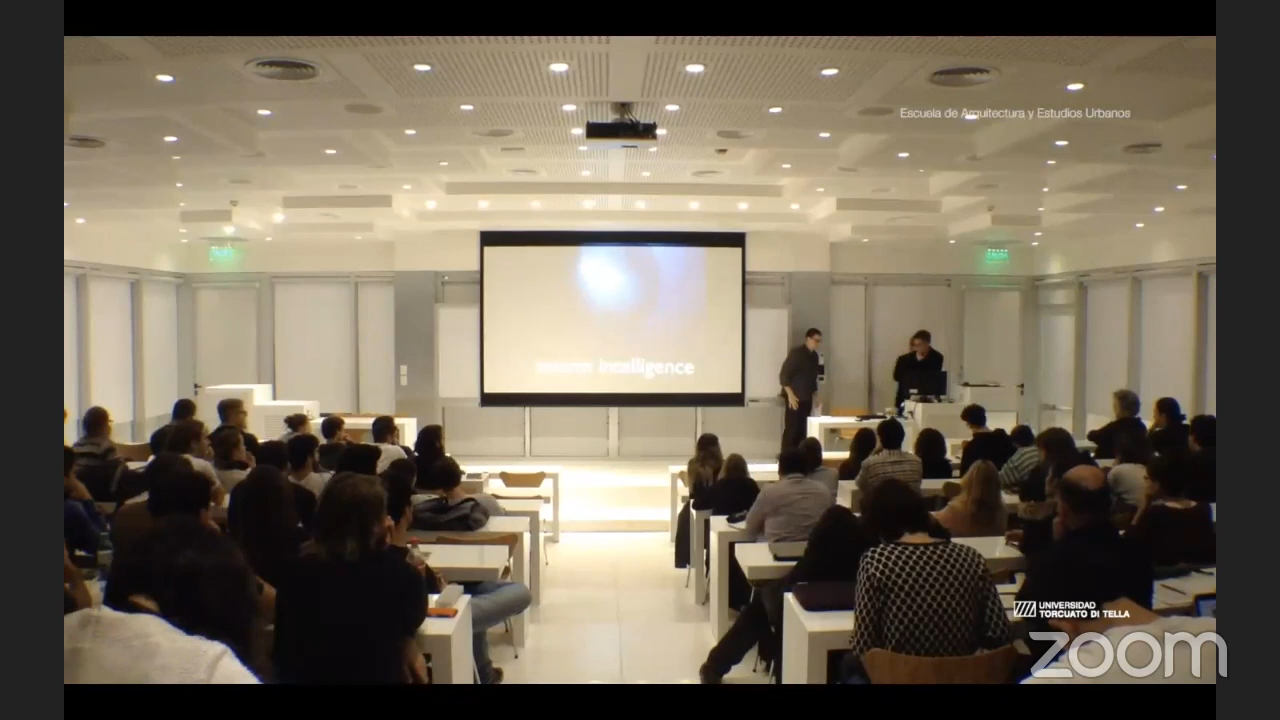 Escuela de Arquitectura y Estudios Urbanos
intelligence
UNIVERSIDAD
TORCUATO DI TELLA
zoom